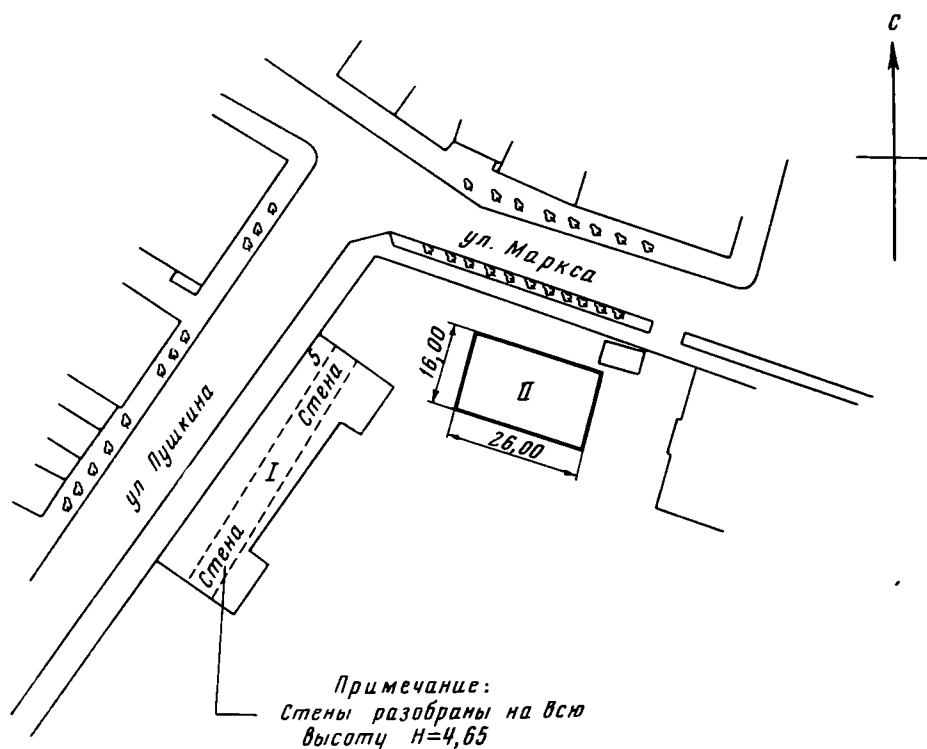 С
ул. Маркса
16,00
II
26,00
5
Стена
I
Стена
ул Пушкина
Примечание:
Стены разобраны на всю
высоту Н=4,65